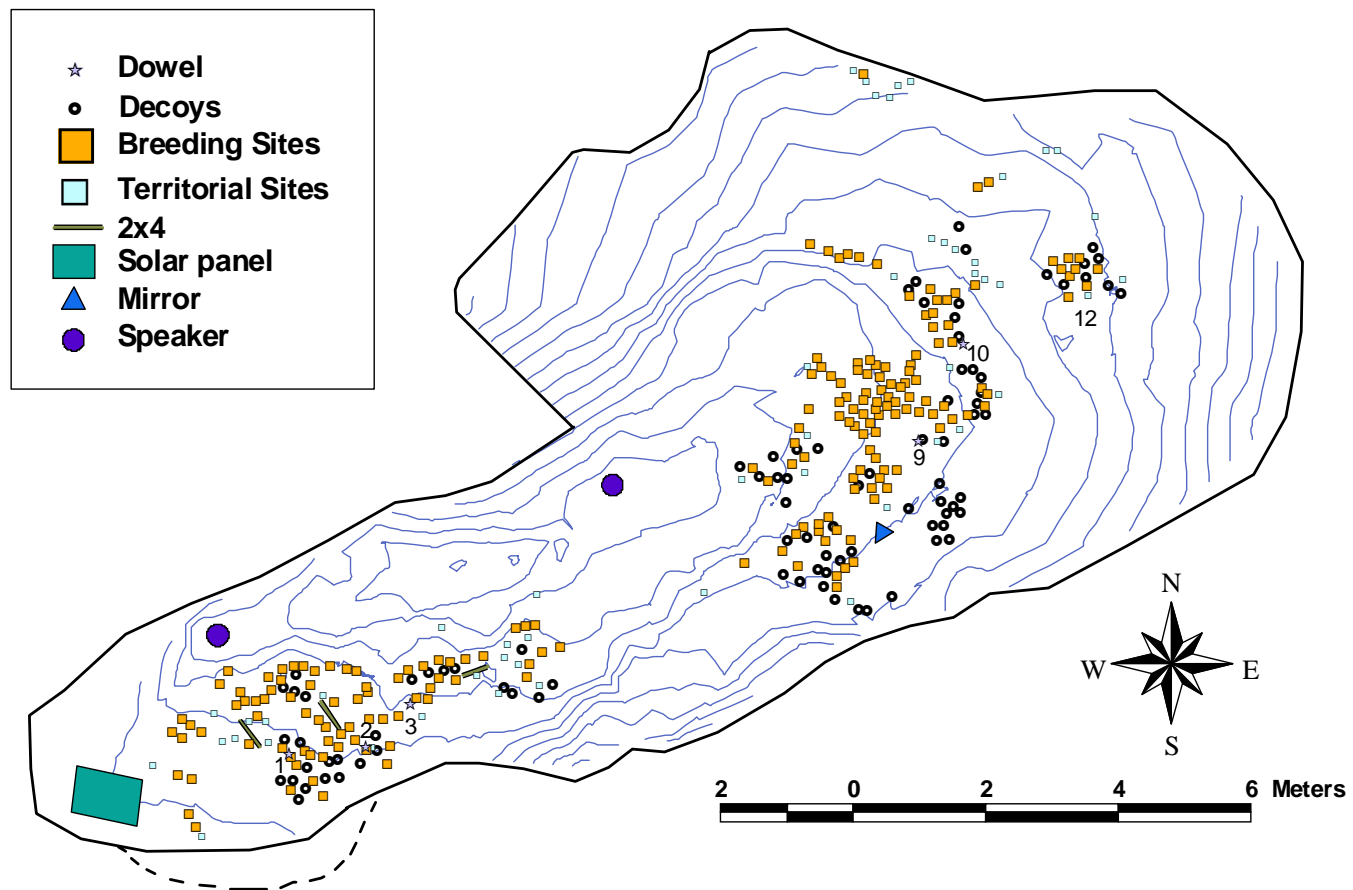 Dowel
Decoys
Breeding Sites
Territorial Sites
2x4
Solar panel
Mirror
Speaker
12
10
9
3
2
1
N
W E
S
2 0 2 4 6 Meters